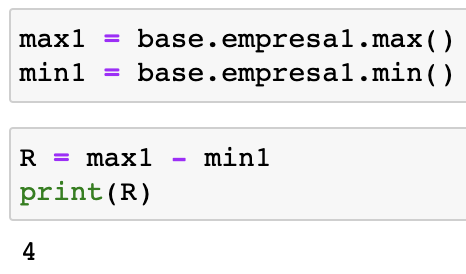 max1 = base.empresa1.max()
min1 = base.empresa1.min()
R = max1 - min1
print(R)
4